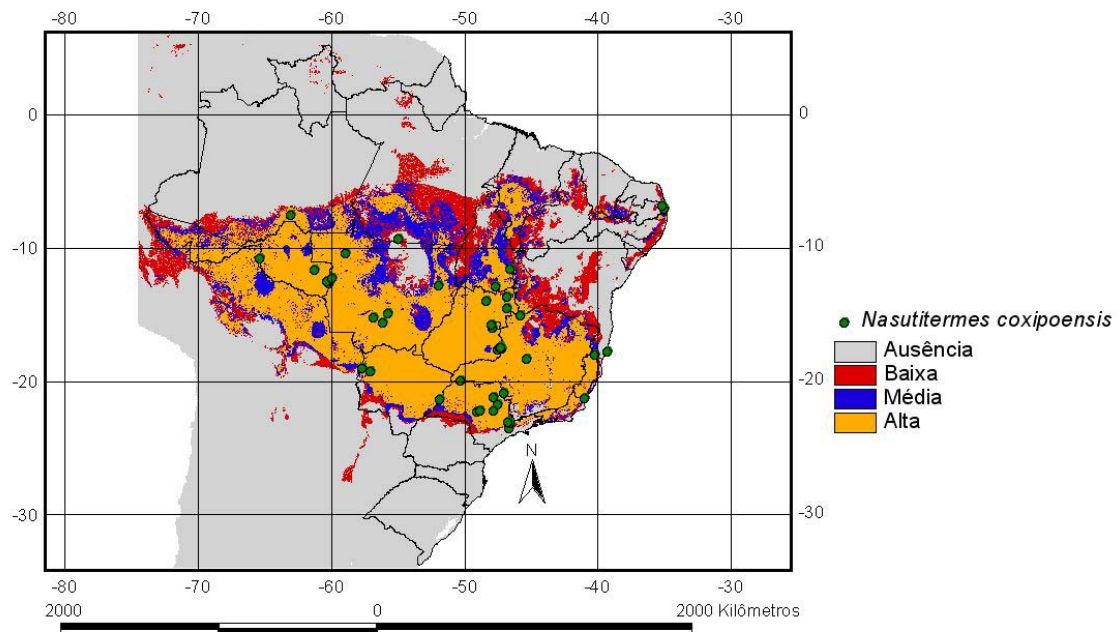 -80 -70 -60 -50 -40 -30
0 0
-10 -10
-20 -20
-30 -30
N
-80 -70 -60 -50 -40 -30
2000 0 2000 Kilômetros
Nasutitermes coxipoensis
Ausência
Baixa
Média
Alta